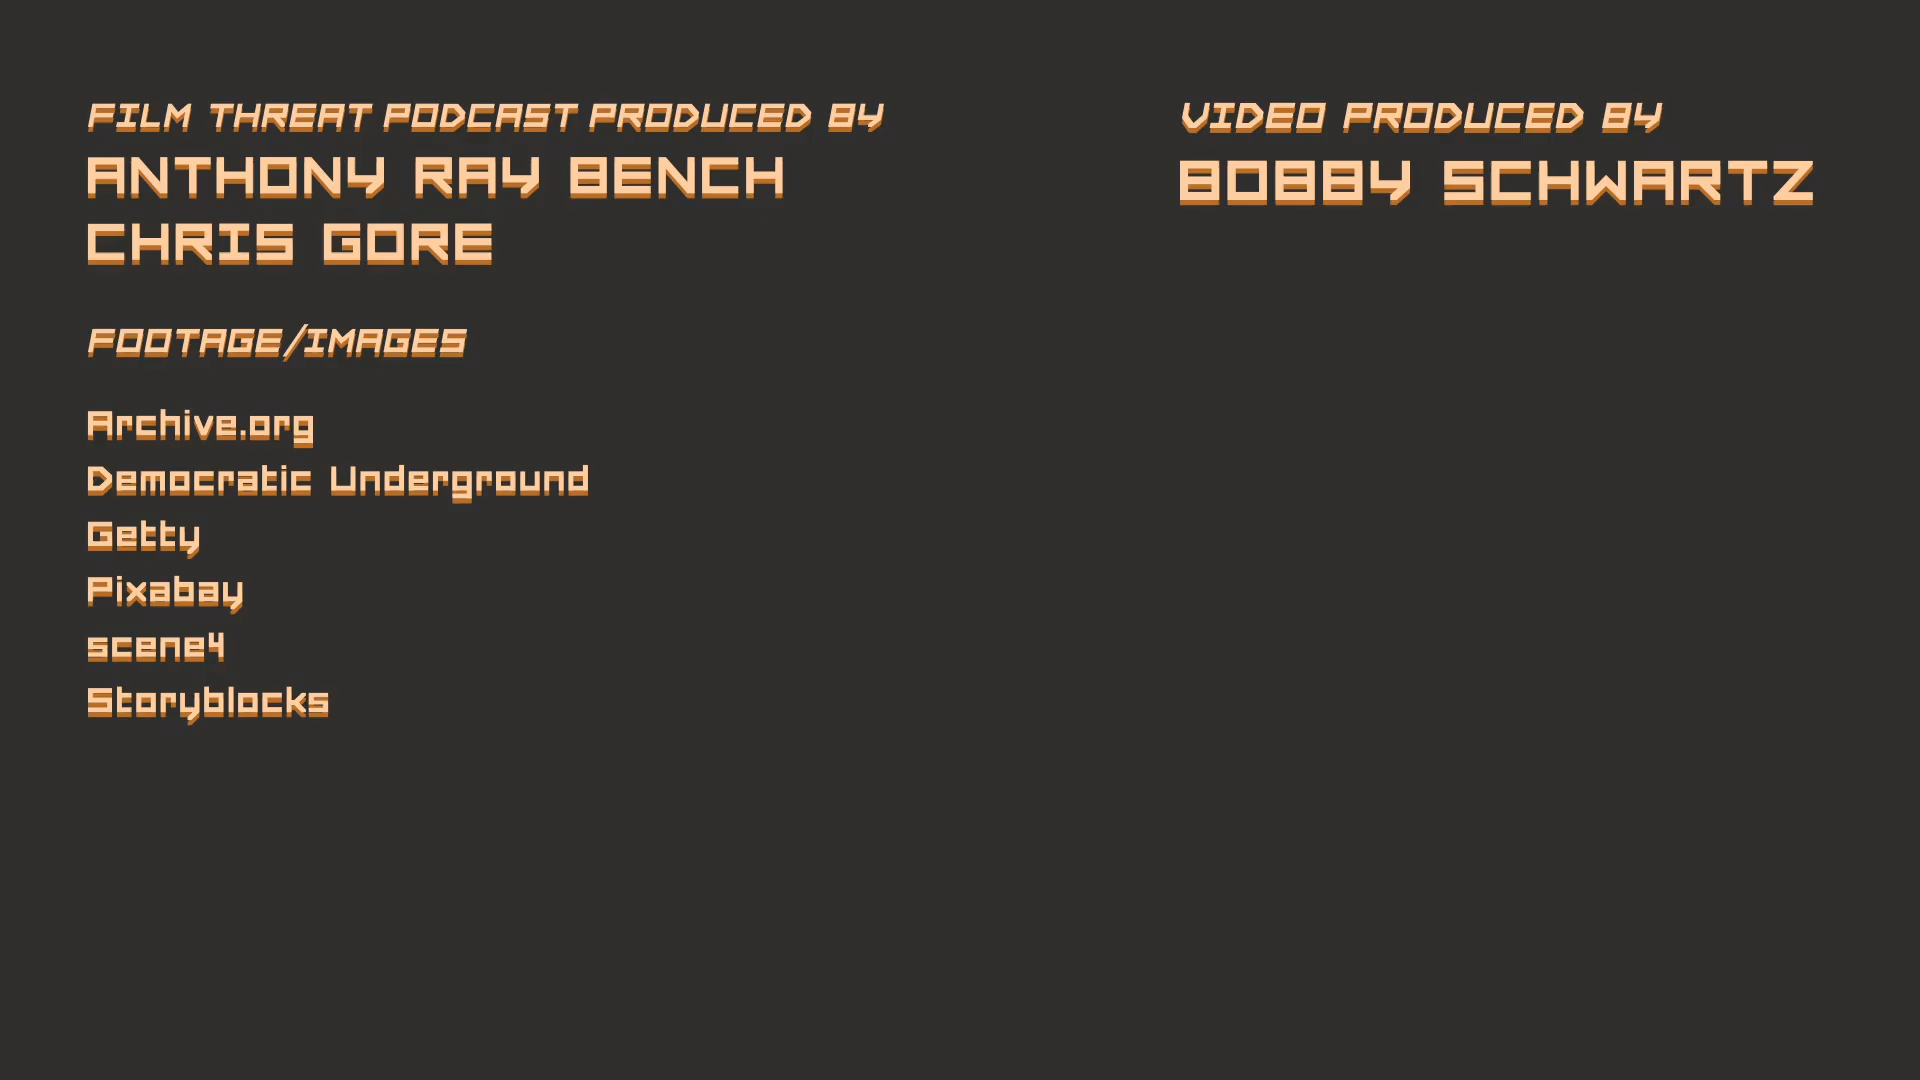 FILM THREAT PODCAST PRODUCED BY
ANTHONY RAY BENCH
CHRIS GORE
VIDEO PRODUCED BY
BOBBY SCHWARTZ
FOOTAGE/IMAGES
Archive.org
Democratic Underground
Getty
Pixabay
scene4
Storyblocks